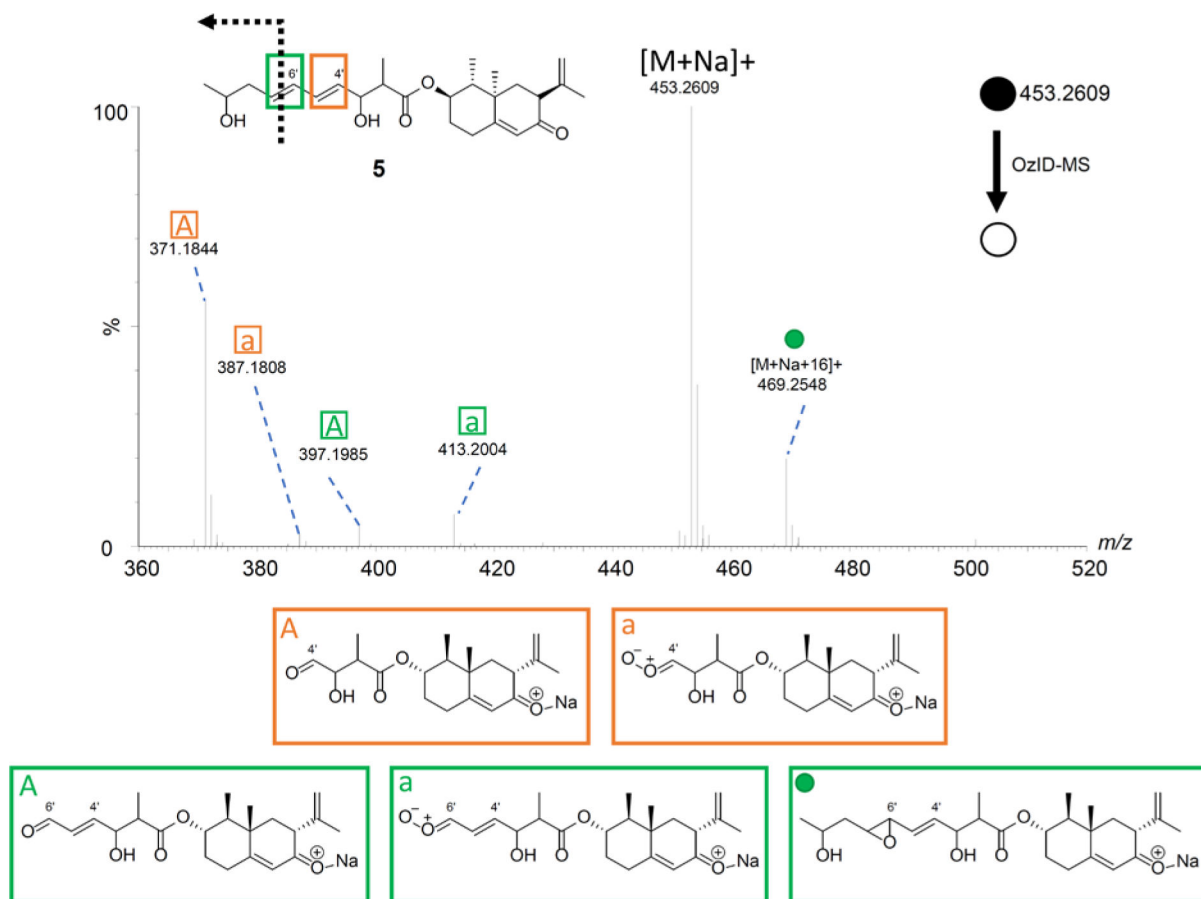 6' 4'
OH
OH
O
O
O
5
[M+Na]+
453.2609
453.2609
OzID-MS
100
%
0
A
371.1844
a
387.1808
A
397.1985
a
413.2004
[M+Na+16]+
469.2548
360 380 400 420 440 460 480 500 520
m/z
A
4'
O
OH
O
O
O
+
Na
a
O
−
O
+
4'
OH
O
O
O
+
Na
A
6'
4'
O
OH
O
O
O
+
Na
a
O
−
O
+
6'
4'
OH
O
O
O
+
Na
6'
4'
OH
O
OH
O
O
O
+
Na